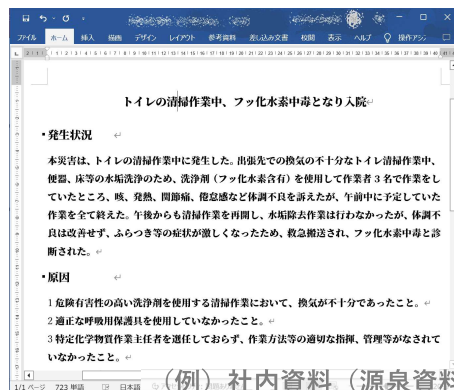 ファイル ホーム 挿入 描画 デザイン レイアウト 参考資料 差し込み文書 校閲 表示 ヘルプ 操作アシ
トイレの清掃作業中、フッ化水素中毒となり入院
▪発生状況
本災害は、トイレの清掃作業中に発生した。出張先での換気の不十分なトイレ清掃作業中、
便器、床等の水垢洗浄のため、洗浄剤（フッ化水素含有）を使用して作業者3名で作業をし
ていたところ、咳、発熱、関節痛、倦怠感など体調不良を訴えたが、午前中に予定していた
作業を全て終えた。午後からも清掃作業を再開し、水垢除去作業は行わなかったが、体調不
良は改善せず、ふらつき等の症状が激しくなったため、救急搬送され、フッ化水素中毒と診
断された。
▪原因
1 危険有害性の高い洗浄剤を使用する清掃作業において、換気が不十分であったこと。
2 適正な呼吸用保護具を使用していなかったこと。
3 特定化学物質作業主任者を選任しておらず、作業方法等の適切な指揮、管理等がなされて
いなかったこと。
1/1 ページ 723 単語 日本語
（例）社内資料（源泉資料